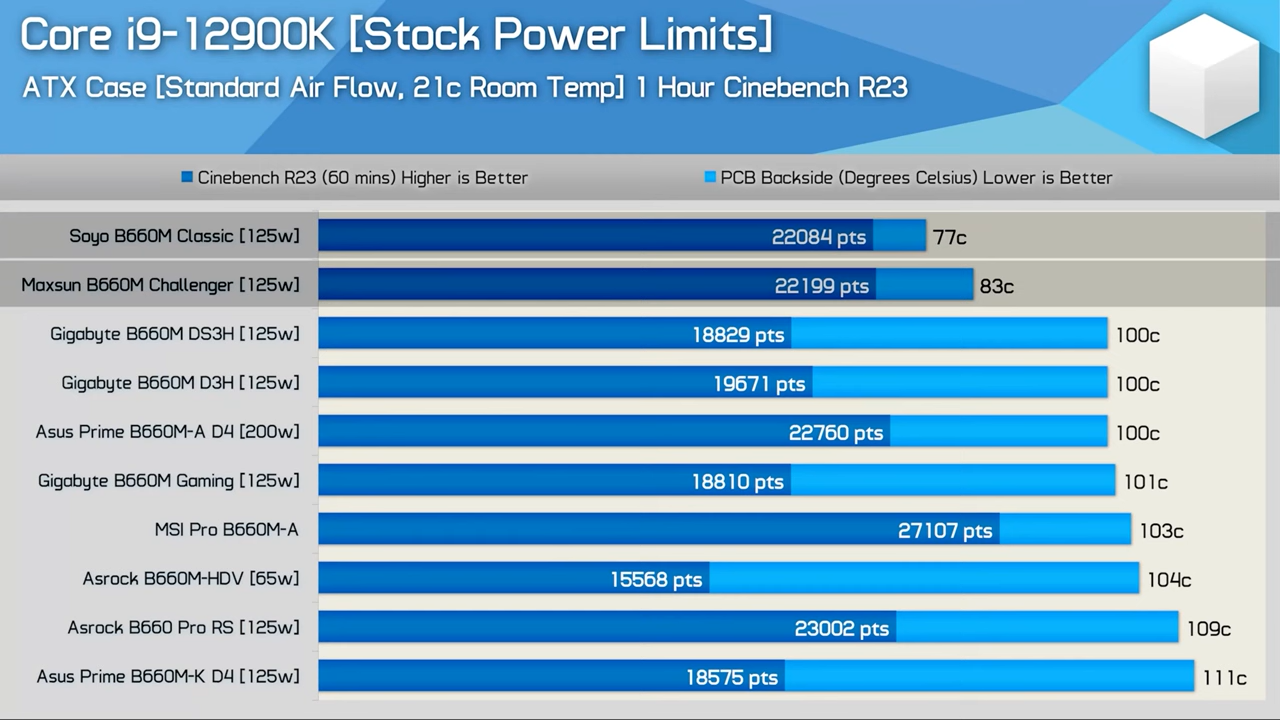 Core i9-12900K [Stock Power Limits]
ATX Case [Standard Air Flow, 21c Room Temp] 1 Hour Cinebench R23
Cinebench R23 (60 mins) Higher is Better PCB Backside (Degrees Celsius) Lower is Better
Soyo B660M Classic [125w] 22084 pts 77c
Maxsun B660M Challenger [125w] 22199 pts 83c
Gigabyte B660M DS3H [125w] 18829 pts 100c
Gigabyte B660M D3H [125w] 19671 pts 100c
Asus Prime B660M-A D4 [200w] 22760 pts 100c
Gigabyte B660M Gaming [125w] 18810 pts 101c
MSI Pro B660M-A 27107 pts 103c
Asrock B660M-HDV [65w] 15568 pts 104c
Asrock B660 Pro RS [125w] 23002 pts 109c
Asus Prime B660M-K D4 [125w] 18575 pts 111c